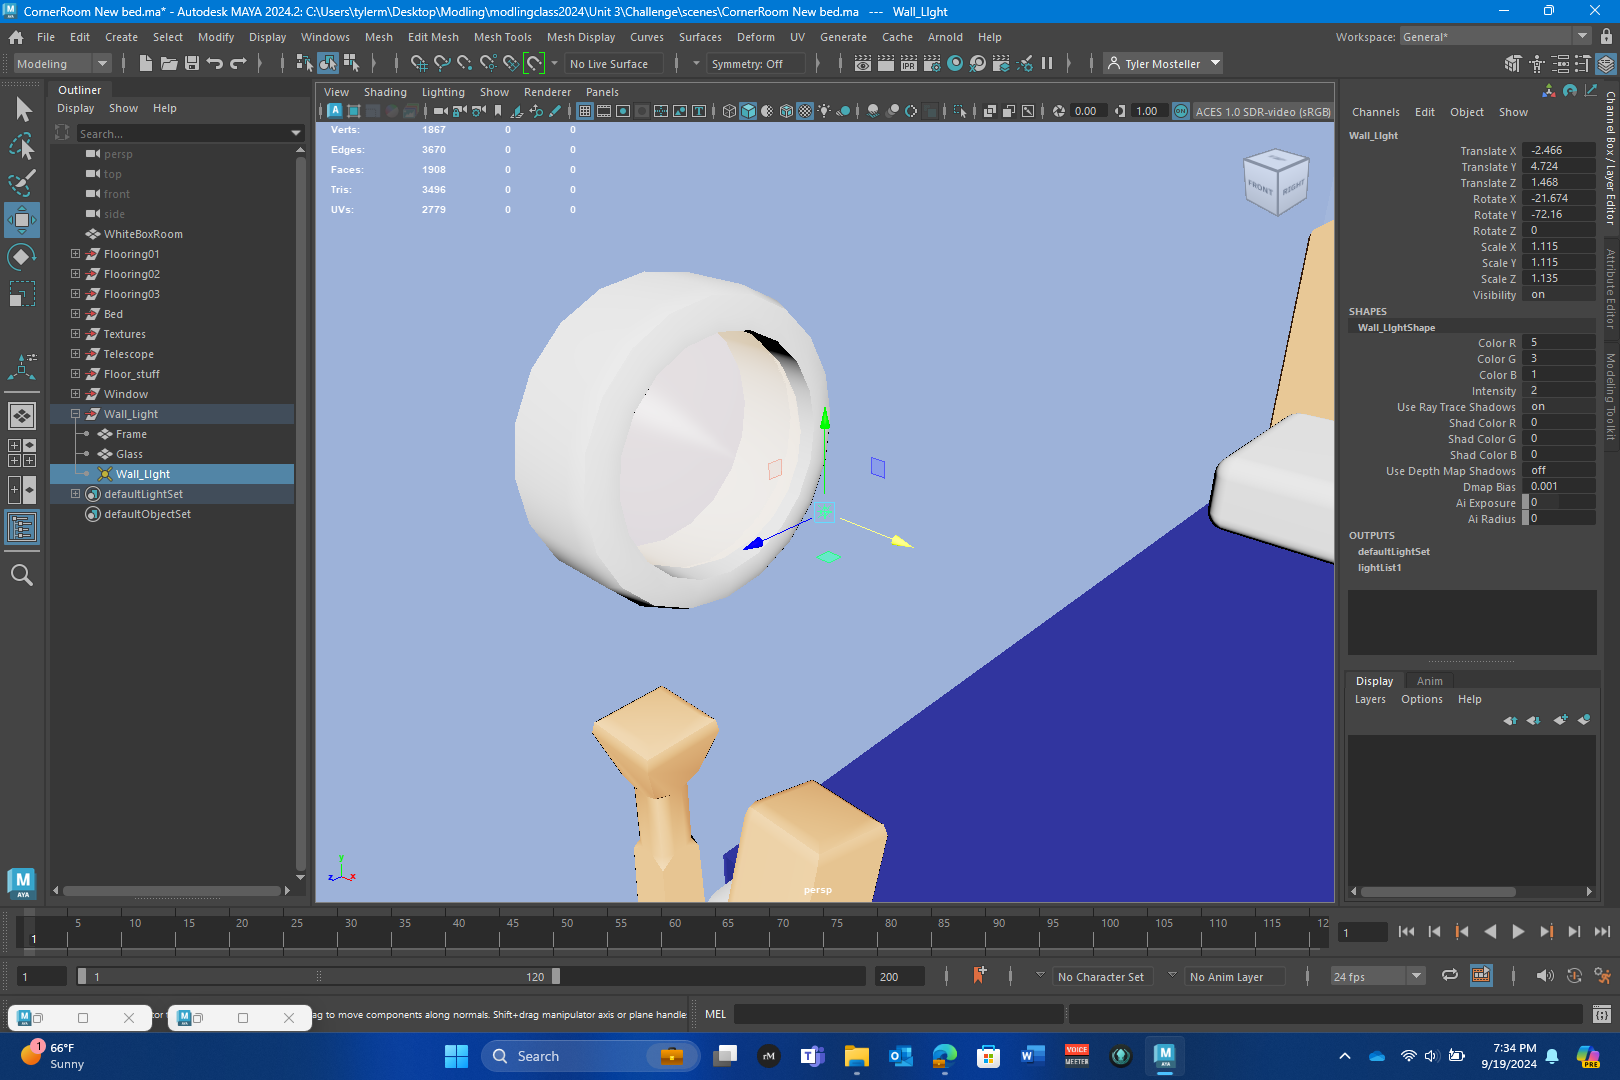 CornerRoom New bed.ma* - Autodesk MAYA 2024.2: C:\Users\tylerm\Desktop\Modling\modlingclass2024\Unit 3\Challenge\scenes\CornerRoom New bed.ma --- Wall_LIght
File Edit Create Select Modify Display Windows Mesh Edit Mesh Mesh Tools Mesh Display Curves Surfaces Deform UV Generate Cache Arnold Help Workspace: General*
Modeling No Live Surface Symmetry: Off IPR Tyler Mosteller
Outliner
Display Show Help
Search...
persp
top
front
side
WhiteBoxRoom
Flooring01
Flooring02
Flooring03
Bed
Textures
Telescope
Floor_stuff
Window
Wall_Light
Frame
Glass
Wall_LIght
defaultLightSet
defaultObjectSet
View Shading Lighting Show Renderer Panels
0.00 1.00 ACES 1.0 SDR-video (sRGB)
Verts: 1867 0 0
Edges: 3670 0 0
Faces: 1908 0 0
Tris: 3496 0 0
UVs: 2779 0 0
FRONT RIGHT
persp
Channels Edit Object Show
Wall_LIght
Translate X -2.466
Translate Y 4.724
Translate Z 1.468
Rotate X -21.674
Rotate Y -72.16
Rotate Z 0
Scale X 1.115
Scale Y 1.115
Scale Z 1.135
Visibility on
SHAPES
Wall_LIghtShape
Color R 5
Color G 3
Color B 1
Intensity 2
Use Ray Trace Shadows on
Shad Color R 0
Shad Color G 0
Shad Color B 0
Use Depth Map Shadows off
Dmap Bias 0.001
Ai Exposure 0
Ai Radius 0
OUTPUTS
defaultLightSet
lightList1
Display Anim
Layers Options Help
Channel Box / Layer Editor
Attribute Editor
Modeling Toolkit
M
AYA
5 10 15 20 25 30 35 40 45 50 55 60 65 70 75 80 85 90 95 100 105 110 115 12
1
1
1 1 120 200 No Character Set No Anim Layer 24 fps
ag to move components along normals. Shift+drag manipulator axis or plane handle MEL
1 66°F
Sunny
Search
rM
VOICE
MEETER
7:34 PM
9/19/2024
PRE